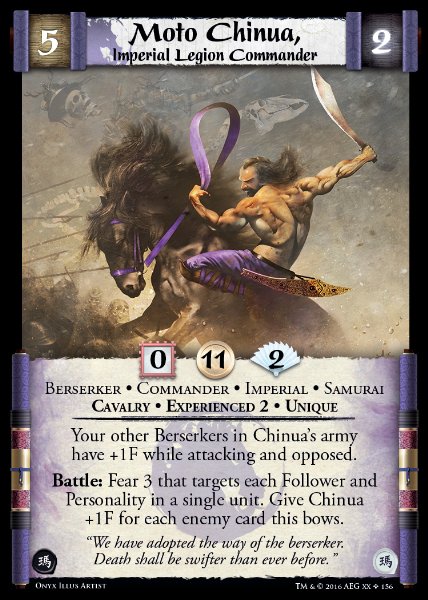 5
Moto Chinua,
Imperial Legion Commander
2
0
11
2
Berserker • Commander • Imperial • Samurai
Cavalry • Experienced 2 • Unique
Your other Berserkers in Chinua's army
have +1F while attacking and opposed.
Battle: Fear 3 that targets each Follower and
Personality in a single unit. Give Chinua
+1F for each enemy card this bows.
“We have adopted the way of the berserker.
Death shall be swifter than ever before.”
瑪
瑪
Onyx Illus Artist
TM & © 2016 AEG XX ❖ 156